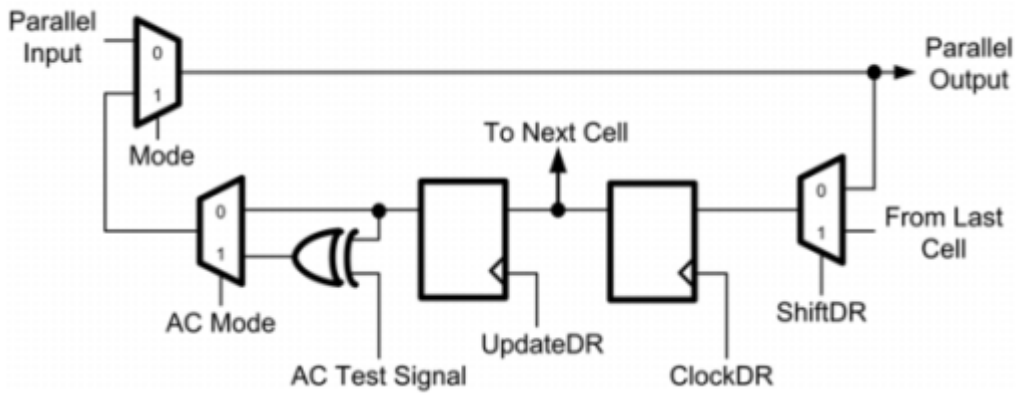 Parallel
Input
0
1
Mode
Parallel
Output
To Next Cell
0
1
AC Mode
0
1
From Last
Cell
ShiftDR
UpdateDR
AC Test Signal
ClockDR